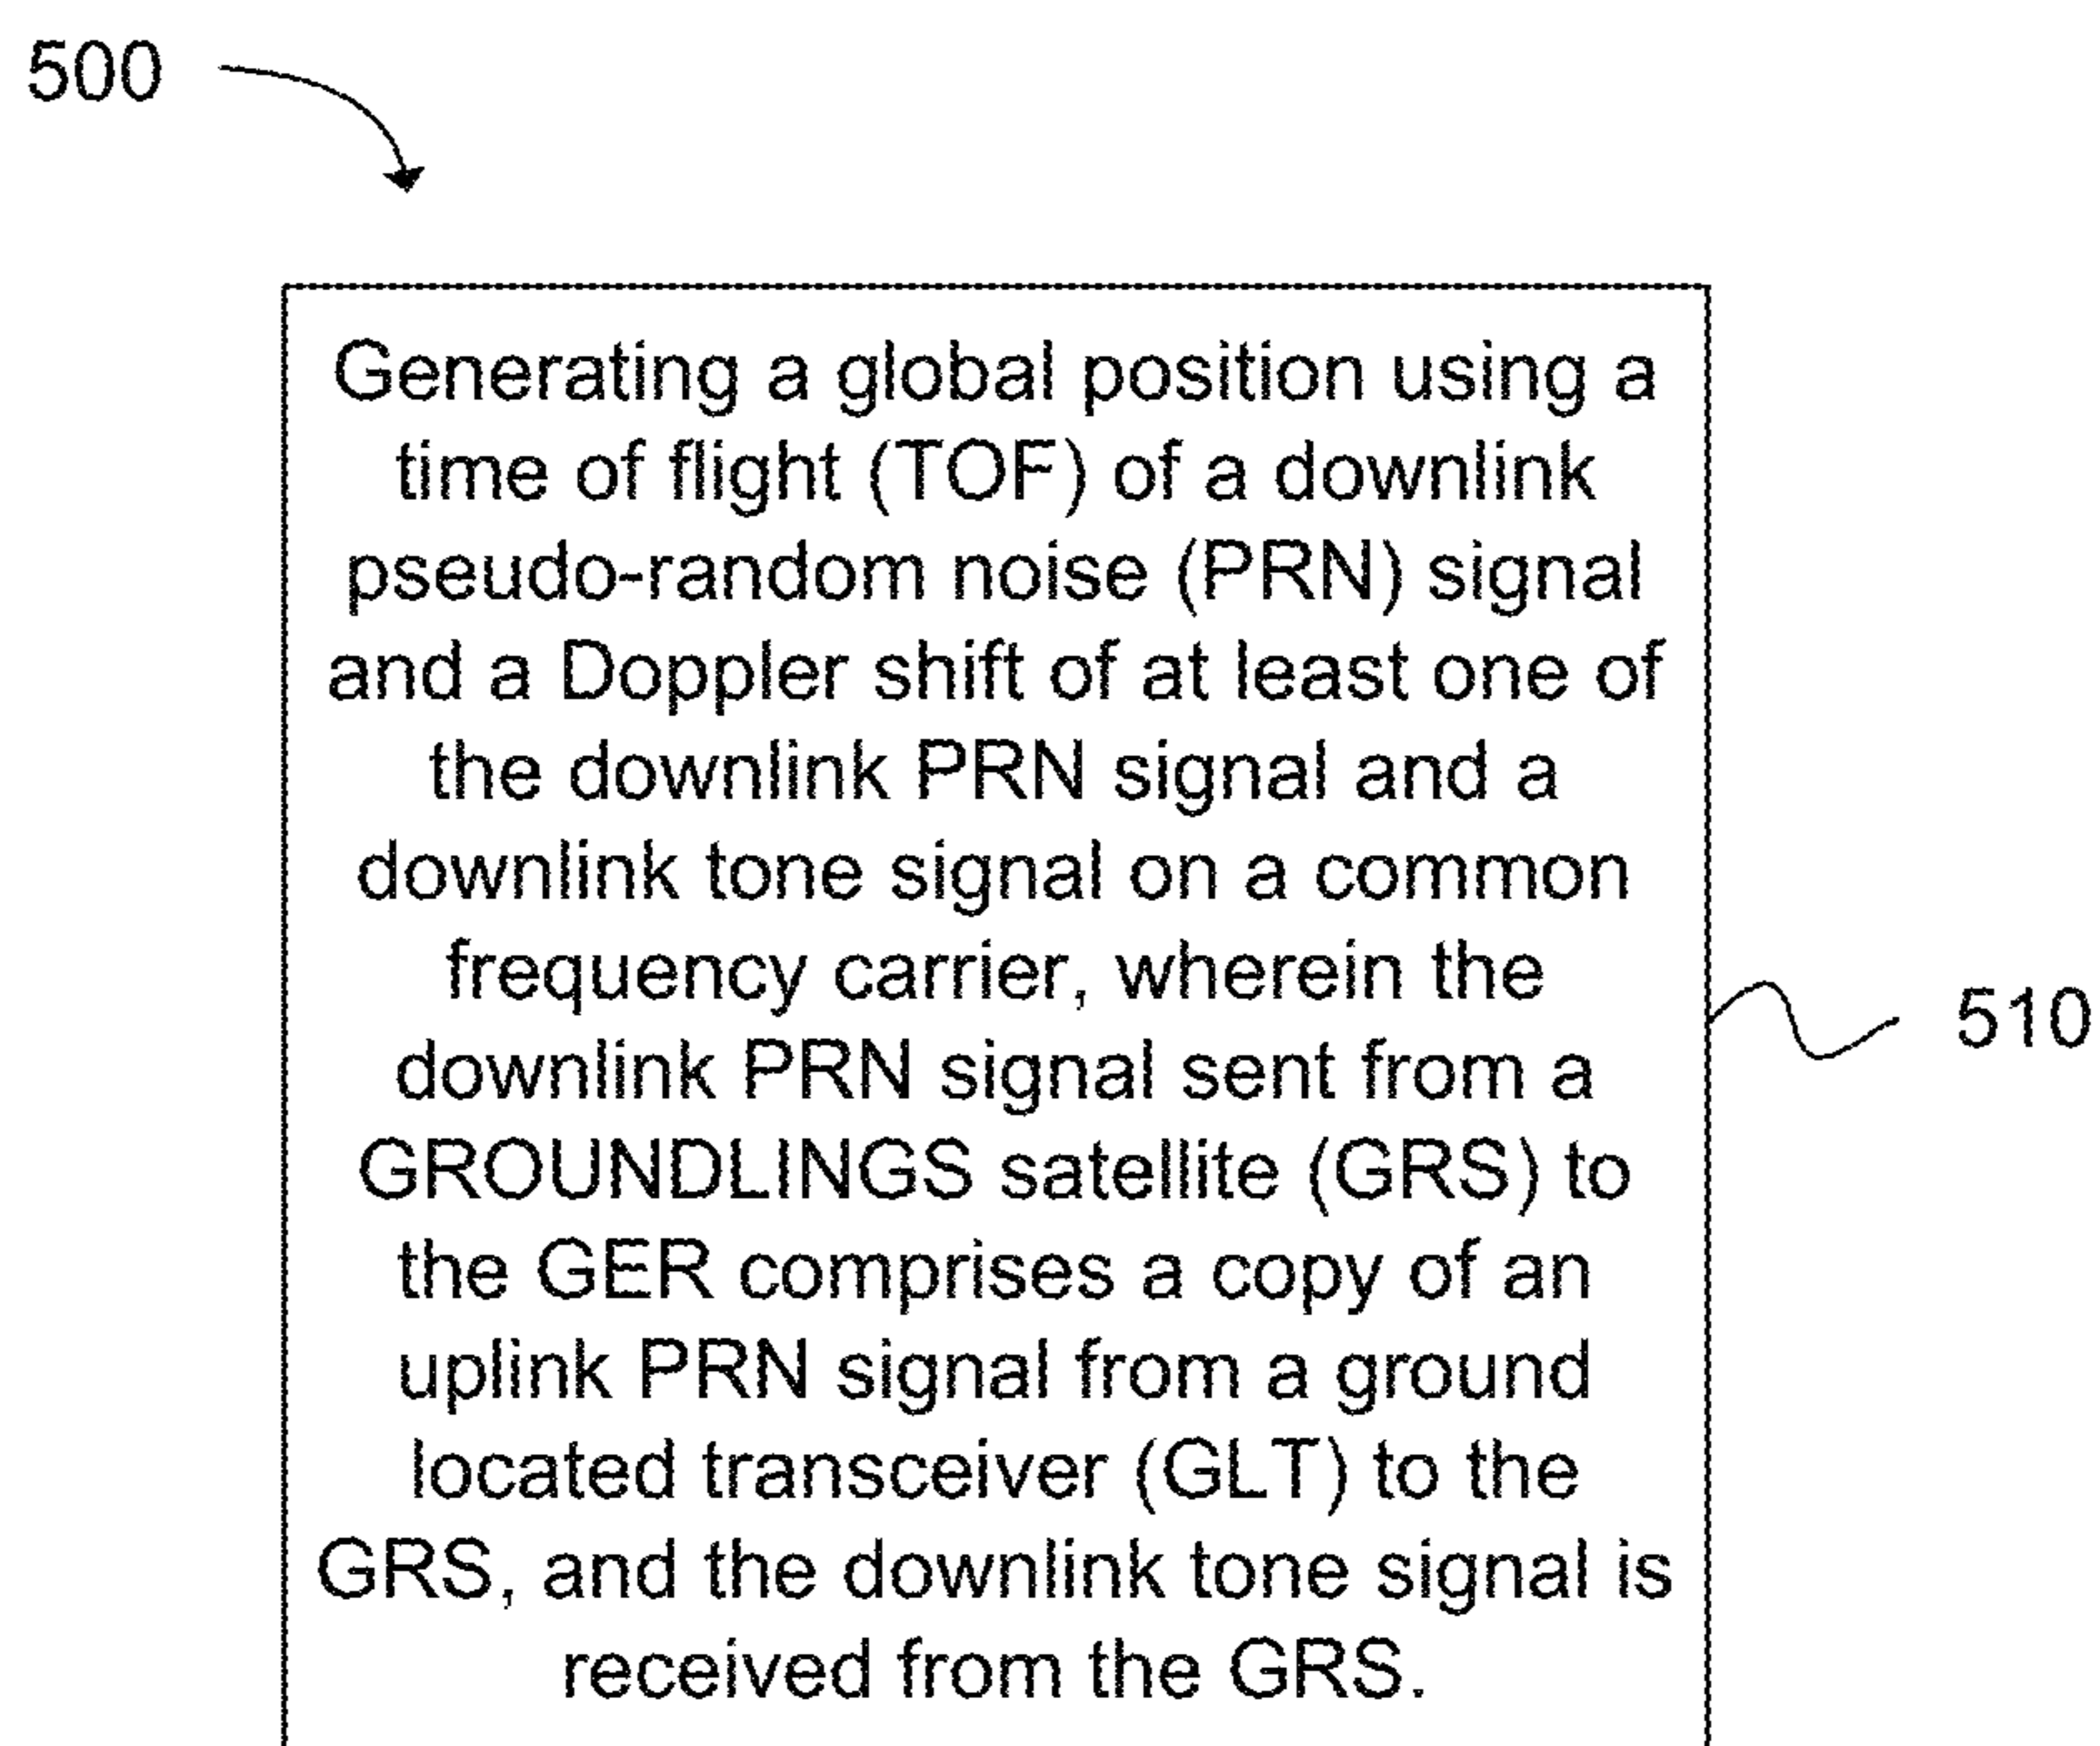 500
Generating a global position using a
time of flight (TOF) of a downlink
pseudo-random noise (PRN) signal
and a Doppler shift of at least one of
the downlink PRN signal and a
downlink tone signal on a common
frequency carrier, wherein the
downlink PRN signal sent from a
GROUNDLINGS satellite (GRS) to
the GER comprises a copy of an
uplink PRN signal from a ground
located transceiver (GLT) to the
GRS, and the downlink tone signal is
received from the GRS.
510